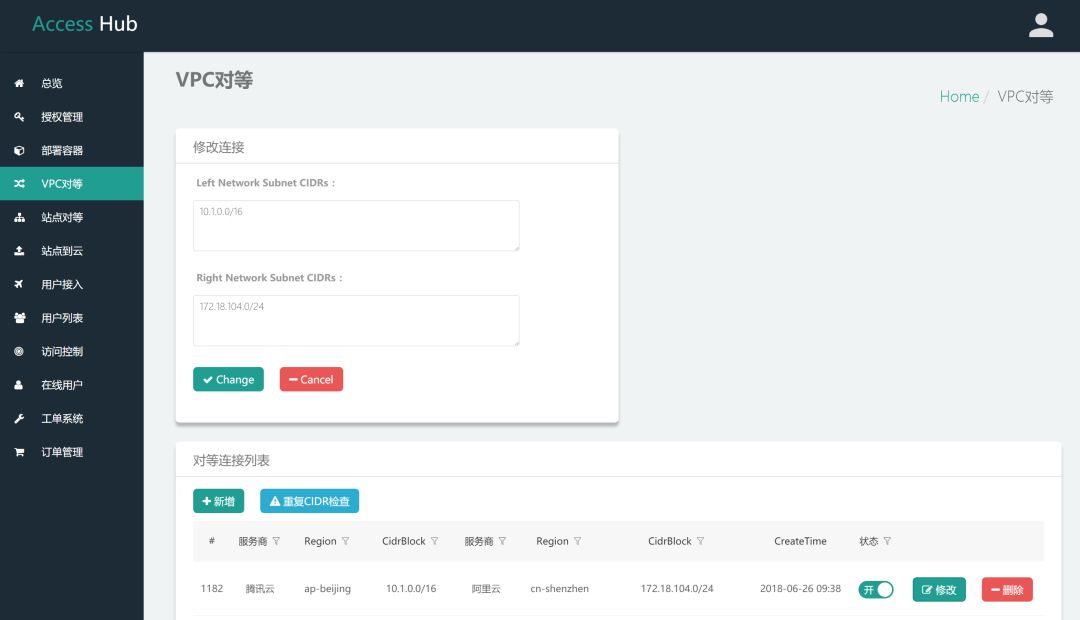 Access Hub
总览
授权管理
部署容器
VPC对等
站点对等
站点到云
用户接入
用户列表
访问控制
在线用户
工单系统
订单管理
VPC对等
Home / VPC对等
修改连接
Left Network Subnet CIDRs :
10.1.0.0/16
Right Network Subnet CIDRs :
172.18.104.0/24
Change Cancel
对等连接列表
新增 重复CIDR检查
# 服务商 Region CidrBlock 服务商 Region CidrBlock CreateTime 状态
1182 腾讯云 ap-beijing 10.1.0.0/16 阿里云 cn-shenzhen 172.18.104.0/24 2018-06-26 09:38 开 修改 删除